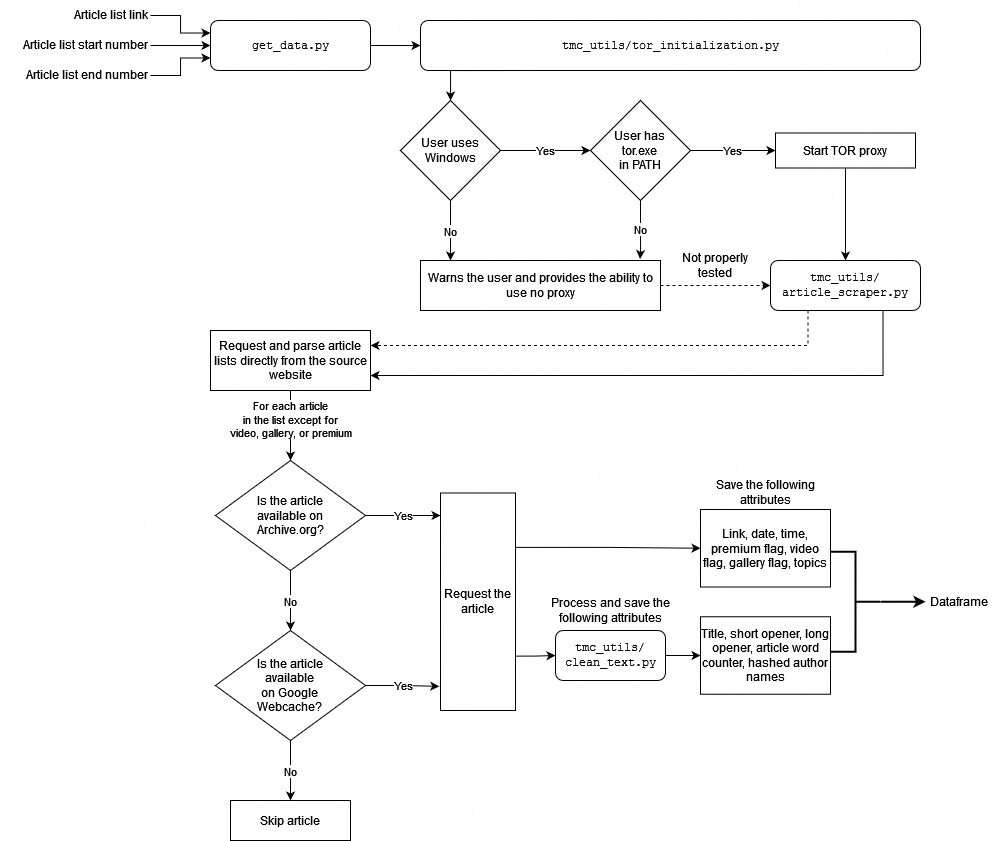 Article list link
Article list start number
Article list end number
get_data.py
tmc_utils/tor_initialization.py
User uses
Windows
Yes
User has
tor.exe
in PATH
Yes
Start TOR proxy
No
No
Warns the user and provides the ability to
use no proxy
Not properly
tested
tmc_utils/
article_scraper.py
Request and parse article
lists directly from the source
website
For each article
in the list except for
video, gallery, or premium
Is the article
available on
Archive.org?
Yes
No
Is the article
available
on Google
Webcache?
Yes
No
Skip article
Request the
article
Save the following
attributes
Link, date, time,
premium flag, video
flag, gallery flag, topics
Process and save the
following attributes
tmc_utils/
clean_text.py
Title, short opener, long
opener, article word
counter, hashed author
names
Dataframe